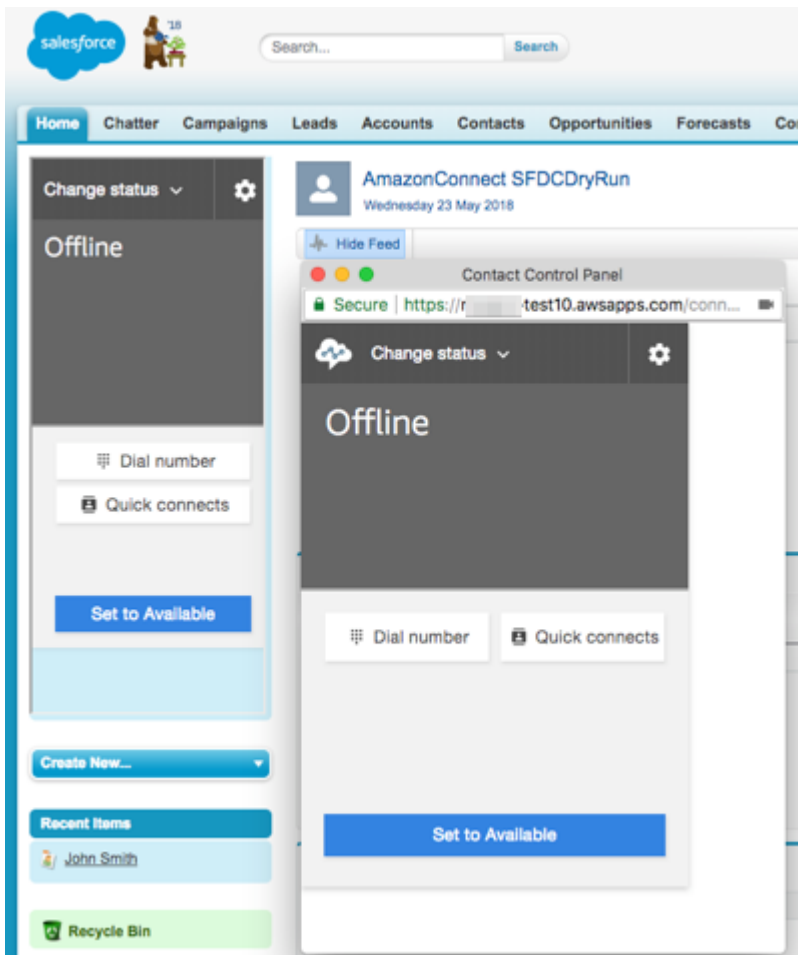 salesforce
'18
Search...
Search
Home Chatter Campaigns Leads Accounts Contacts Opportunities Forecasts
Change status
Offline
Dial number
Quick connects
Set to Available
Create New...
Recent Items
John Smith
Recycle Bin
AmazonConnect SFDCDryRun
Wednesday 23 May 2018
Hide Feed
Contact Control Panel
Secure | https://r test10.awsapps.com/conn...
Change status
Offline
Dial number Quick connects
Set to Available